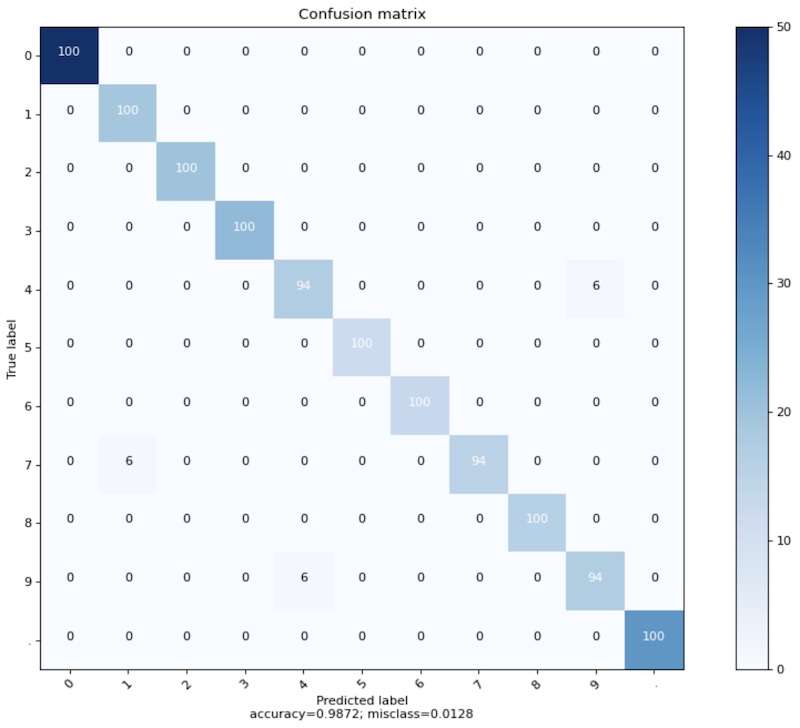 Confusion matrix
0 100 0 0 0 0 0 0 0 0 0 0
1 0 100 0 0 0 0 0 0 0 0 0
2 0 0 100 0 0 0 0 0 0 0 0
3 0 0 0 100 0 0 0 0 0 0 0
4 0 0 0 0 94 0 0 0 0 6 0
5 0 0 0 0 0 100 0 0 0 0 0
6 0 0 0 0 0 0 100 0 0 0 0
7 0 6 0 0 0 0 0 94 0 0 0
8 0 0 0 0 0 0 0 0 100 0 0
9 0 0 0 0 6 0 0 0 0 94 0
. 0 0 0 0 0 0 0 0 0 0 100
True label
0 1 2 3 4 5 6 7 8 9 .
Predicted label
accuracy=0.9872; misclass=0.0128
50
40
30
20
10
0